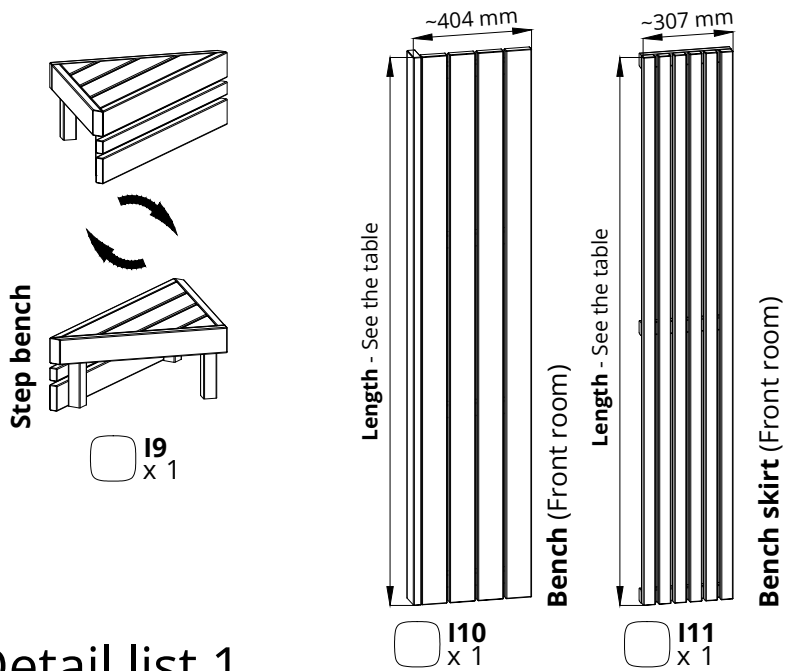 Step bench
I9
x 1
~404 mm
Length - See the table
Bench (Front room)
I10
x 1
~307 mm
Length - See the table
Bench skirt (Front room)
I11
x 1
Detail list 1